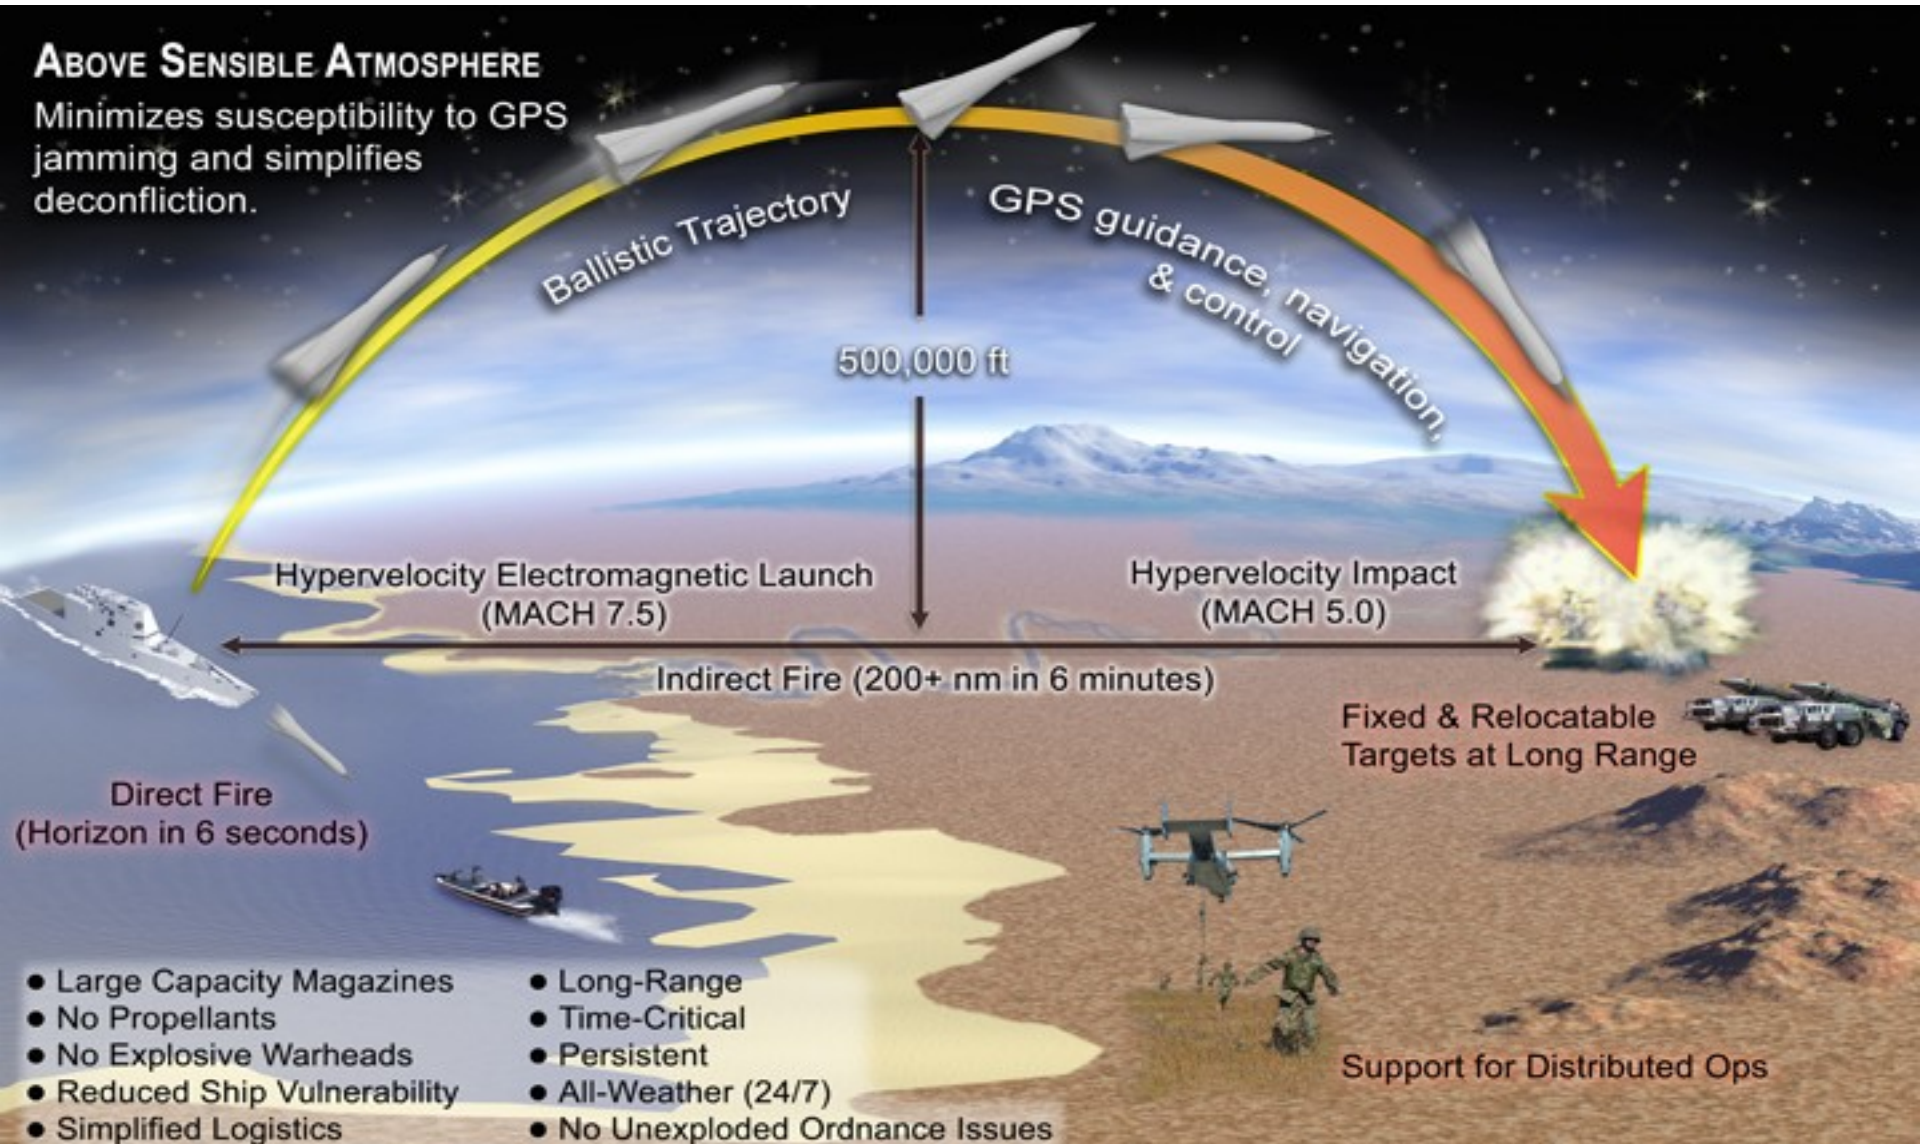 ABOVE SENSIBLE ATMOSPHERE
Minimizes susceptibility to GPS
jamming and simplifies
deconfliction.
Ballistic Trajectory
GPS guidance, navigation,
& control
500,000 ft
Hypervelocity Electromagnetic Launch
(MACH 7.5)
Hypervelocity Impact
(MACH 5.0)
Indirect Fire (200+ nm in 6 minutes)
Fixed & Relocatable
Targets at Long Range
Direct Fire
(Horizon in 6 seconds)
● Large Capacity Magazines
● No Propellants
● No Explosive Warheads
● Reduced Ship Vulnerability
● Simplified Logistics
● Long-Range
● Time-Critical
● Persistent
● All-Weather (24/7)
● No Unexploded Ordnance Issues
Support for Distributed Ops